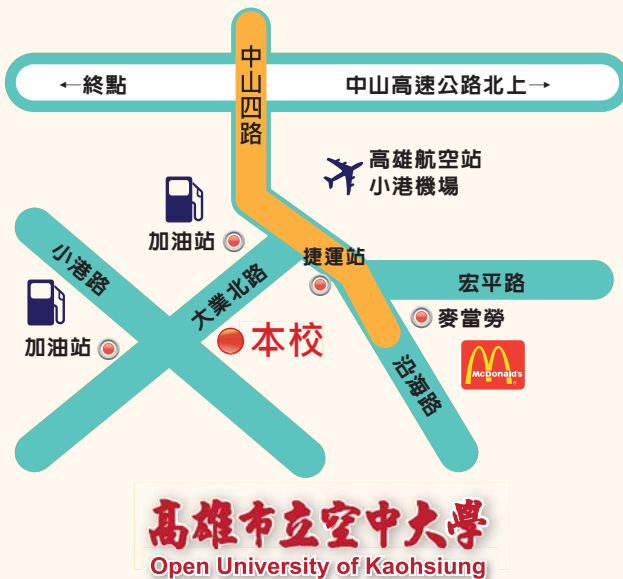 ←終點
中山四路
中山高速公路北上→
高雄航空站
小港機場
加油站
捷運站
小港路
大業北路
宏平路
加油站
本校
麥當勞
McDonald's
沿海路
高雄市立空中大學
Open University of Kaohsiung